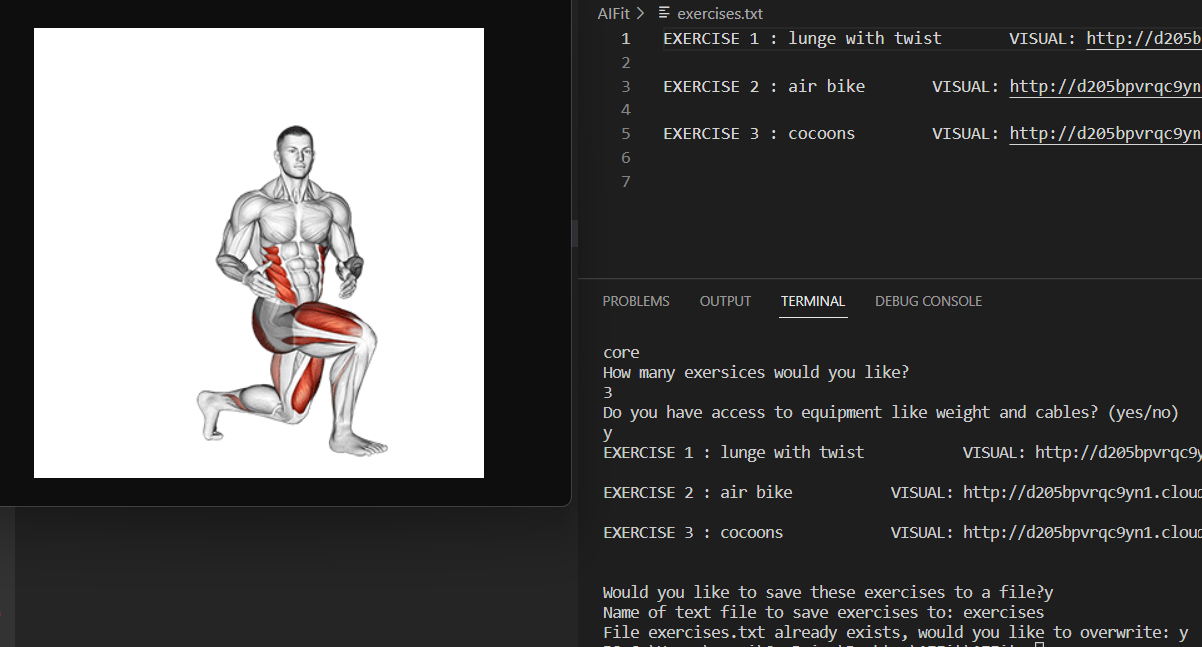 AIFit > exercises.txt
1 EXERCISE 1 : lunge with twist VISUAL: http://d205b
2
3 EXERCISE 2 : air bike VISUAL: http://d205bpvrqc9yn
4
5 EXERCISE 3 : cocoons VISUAL: http://d205bpvrqc9yn
6
7
PROBLEMS OUTPUT TERMINAL DEBUG CONSOLE
core
How many exersices would you like?
3
Do you have access to equipment like weight and cables? (yes/no)
y
EXERCISE 1 : lunge with twist VISUAL: http://d205bpvrqc9y
EXERCISE 2 : air bike VISUAL: http://d205bpvrqc9yn1.clou
EXERCISE 3 : cocoons VISUAL: http://d205bpvrqc9yn1.clou
Would you like to save these exercises to a file?y
Name of text file to save exercises to: exercises
File exercises.txt already exists, would you like to overwrite: y